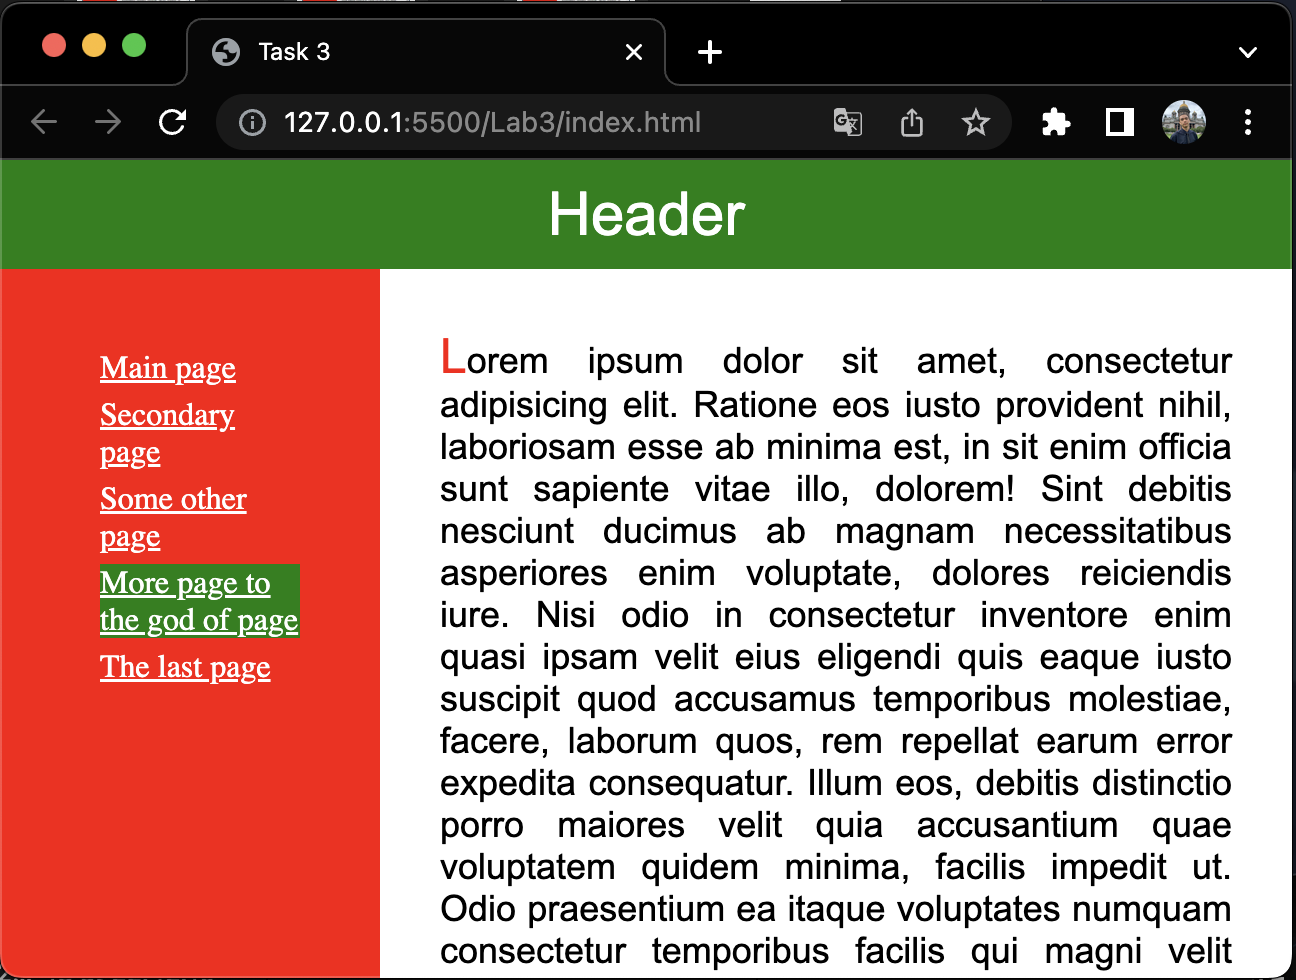 Task 3
127.0.0.1:5500/Lab3/index.html
Header
Main page
Secondary
page
Some other
page
More page to
the god of page
The last page
Lorem ipsum dolor sit amet, consectetur
adipisicing elit. Ratione eos iusto provident nihil,
laboriosam esse ab minima est, in sit enim officia
sunt sapiente vitae illo, dolorem! Sint debitis
nesciunt ducimus ab magnam necessitatibus
asperiores enim voluptate, dolores reiciendis
iure. Nisi odio in consectetur inventore enim
quasi ipsam velit eius eligendi quis eaque iusto
suscipit quod accusamus temporibus molestiae,
facere, laborum quos, rem repellat earum error
expedita consequatur. Illum eos, debitis distinctio
porro maiores velit quia accusantium quae
voluptatem quidem minima, facilis impedit ut.
Odio praesentium ea itaque voluptates numquam
consectetur temporibus facilis qui magni velit